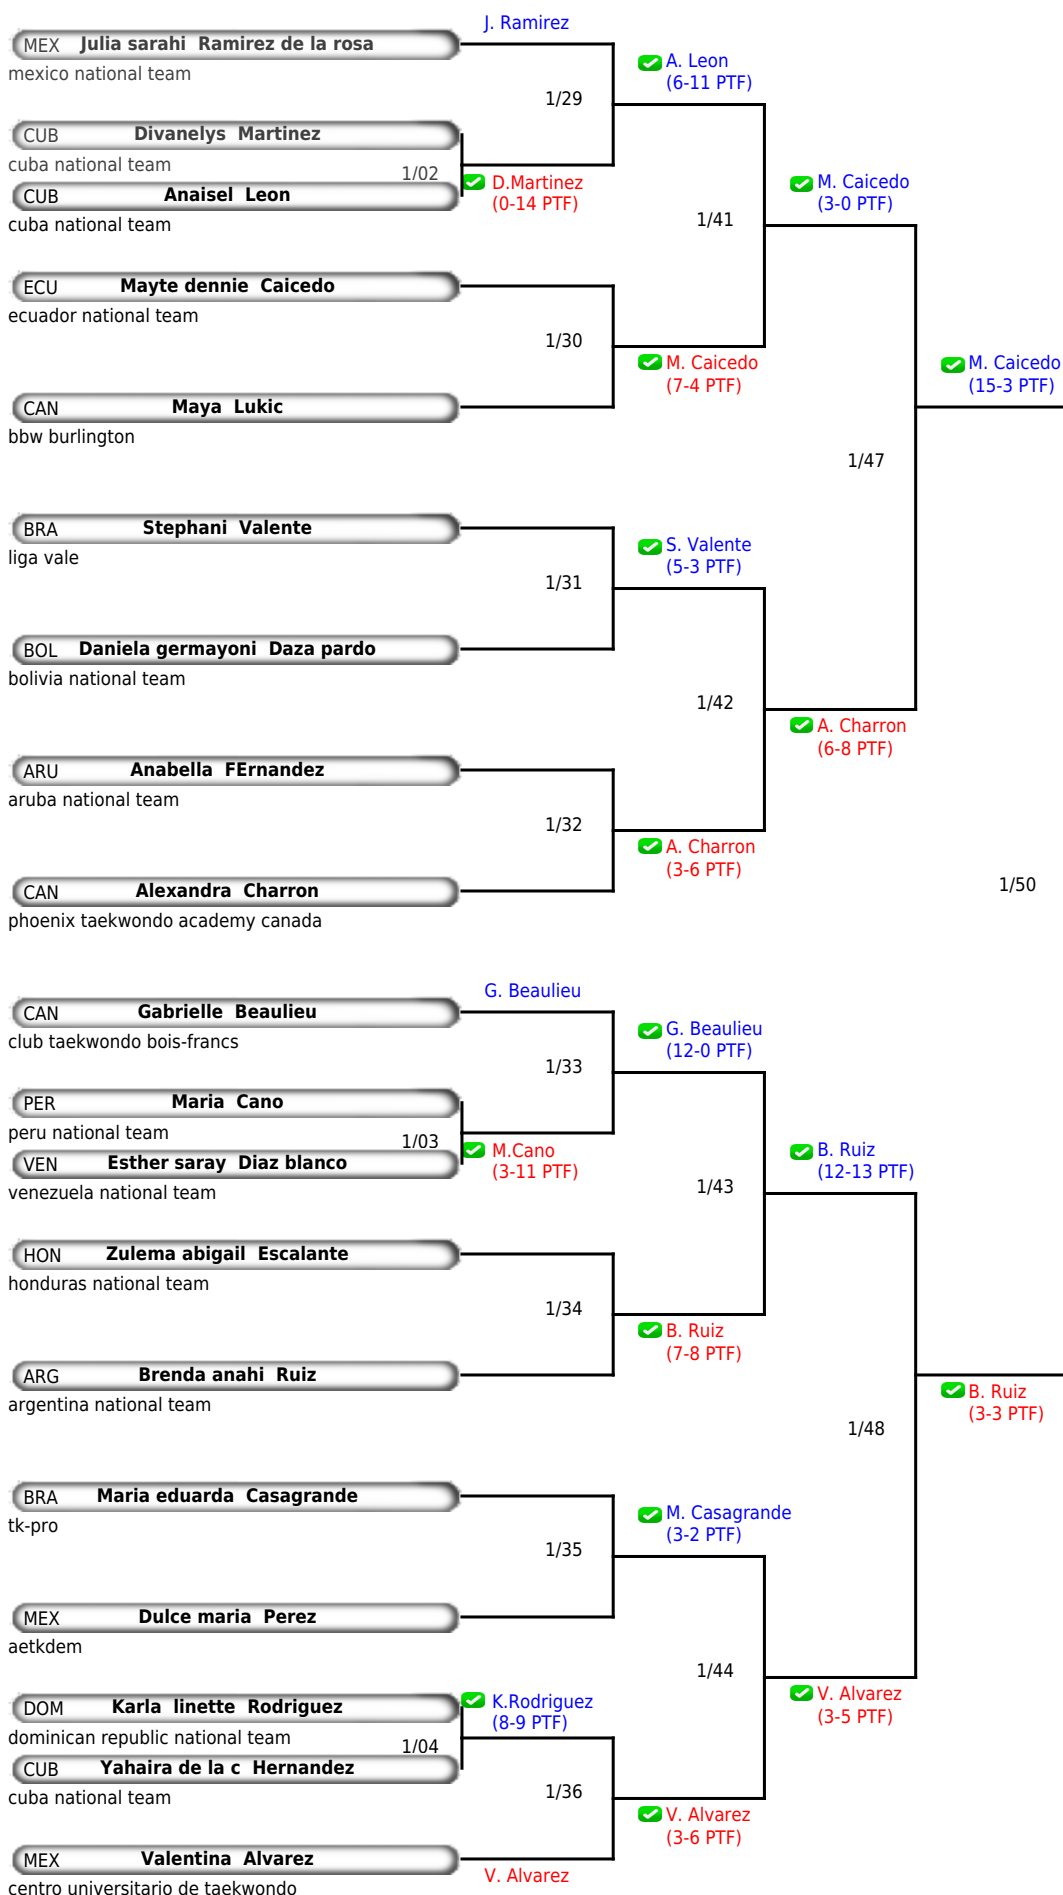 J. Ramirez
MEX Julia sarahi Ramirez de la rosa
mexico national team
A. Leon
(6-11 PTF)
1/29
CUB Divanelys Martinez
cuba national team
1/02
D.Martinez
(0-14 PTF)
CUB Anaisel Leon
cuba national team
M. Caicedo
(3-0 PTF)
1/41
ECU Mayte dennie Caicedo
ecuador national team
1/30
M. Caicedo
(7-4 PTF)
M. Caicedo
(15-3 PTF)
CAN Maya Lukic
bbw burlington
1/47
BRA Stephani Valente
liga vale
S. Valente
(5-3 PTF)
1/31
BOL Daniela germayoni Daza pardo
bolivia national team
1/42
A. Charron
(6-8 PTF)
ARU Anabella FErnandez
aruba national team
1/32
A. Charron
(3-6 PTF)
CAN Alexandra Charron
phoenix taekwondo academy canada
1/50
G. Beaulieu
CAN Gabrielle Beaulieu
club taekwondo bois-francs
G. Beaulieu
(12-0 PTF)
1/33
PER Maria Cano
peru national team
1/03
M.Cano
(3-11 PTF)
VEN Esther saray Diaz blanco
venezuela national team
B. Ruiz
(12-13 PTF)
1/43
HON Zulema abigail Escalante
honduras national team
1/34
B. Ruiz
(7-8 PTF)
ARG Brenda anahi Ruiz
argentina national team
B. Ruiz
(3-3 PTF)
1/48
BRA Maria eduarda Casagrande
tk-pro
M. Casagrande
(3-2 PTF)
1/35
MEX Dulce maria Perez
aetkdem
1/44
V. Alvarez
(3-5 PTF)
DOM Karla linette Rodriguez
dominican republic national team
K.Rodriguez
(8-9 PTF)
1/04
CUB Yahaira de la c Hernandez
cuba national team
1/36
V. Alvarez
(3-6 PTF)
MEX Valentina Alvarez
centro universitario de taekwondo
V. Alvarez